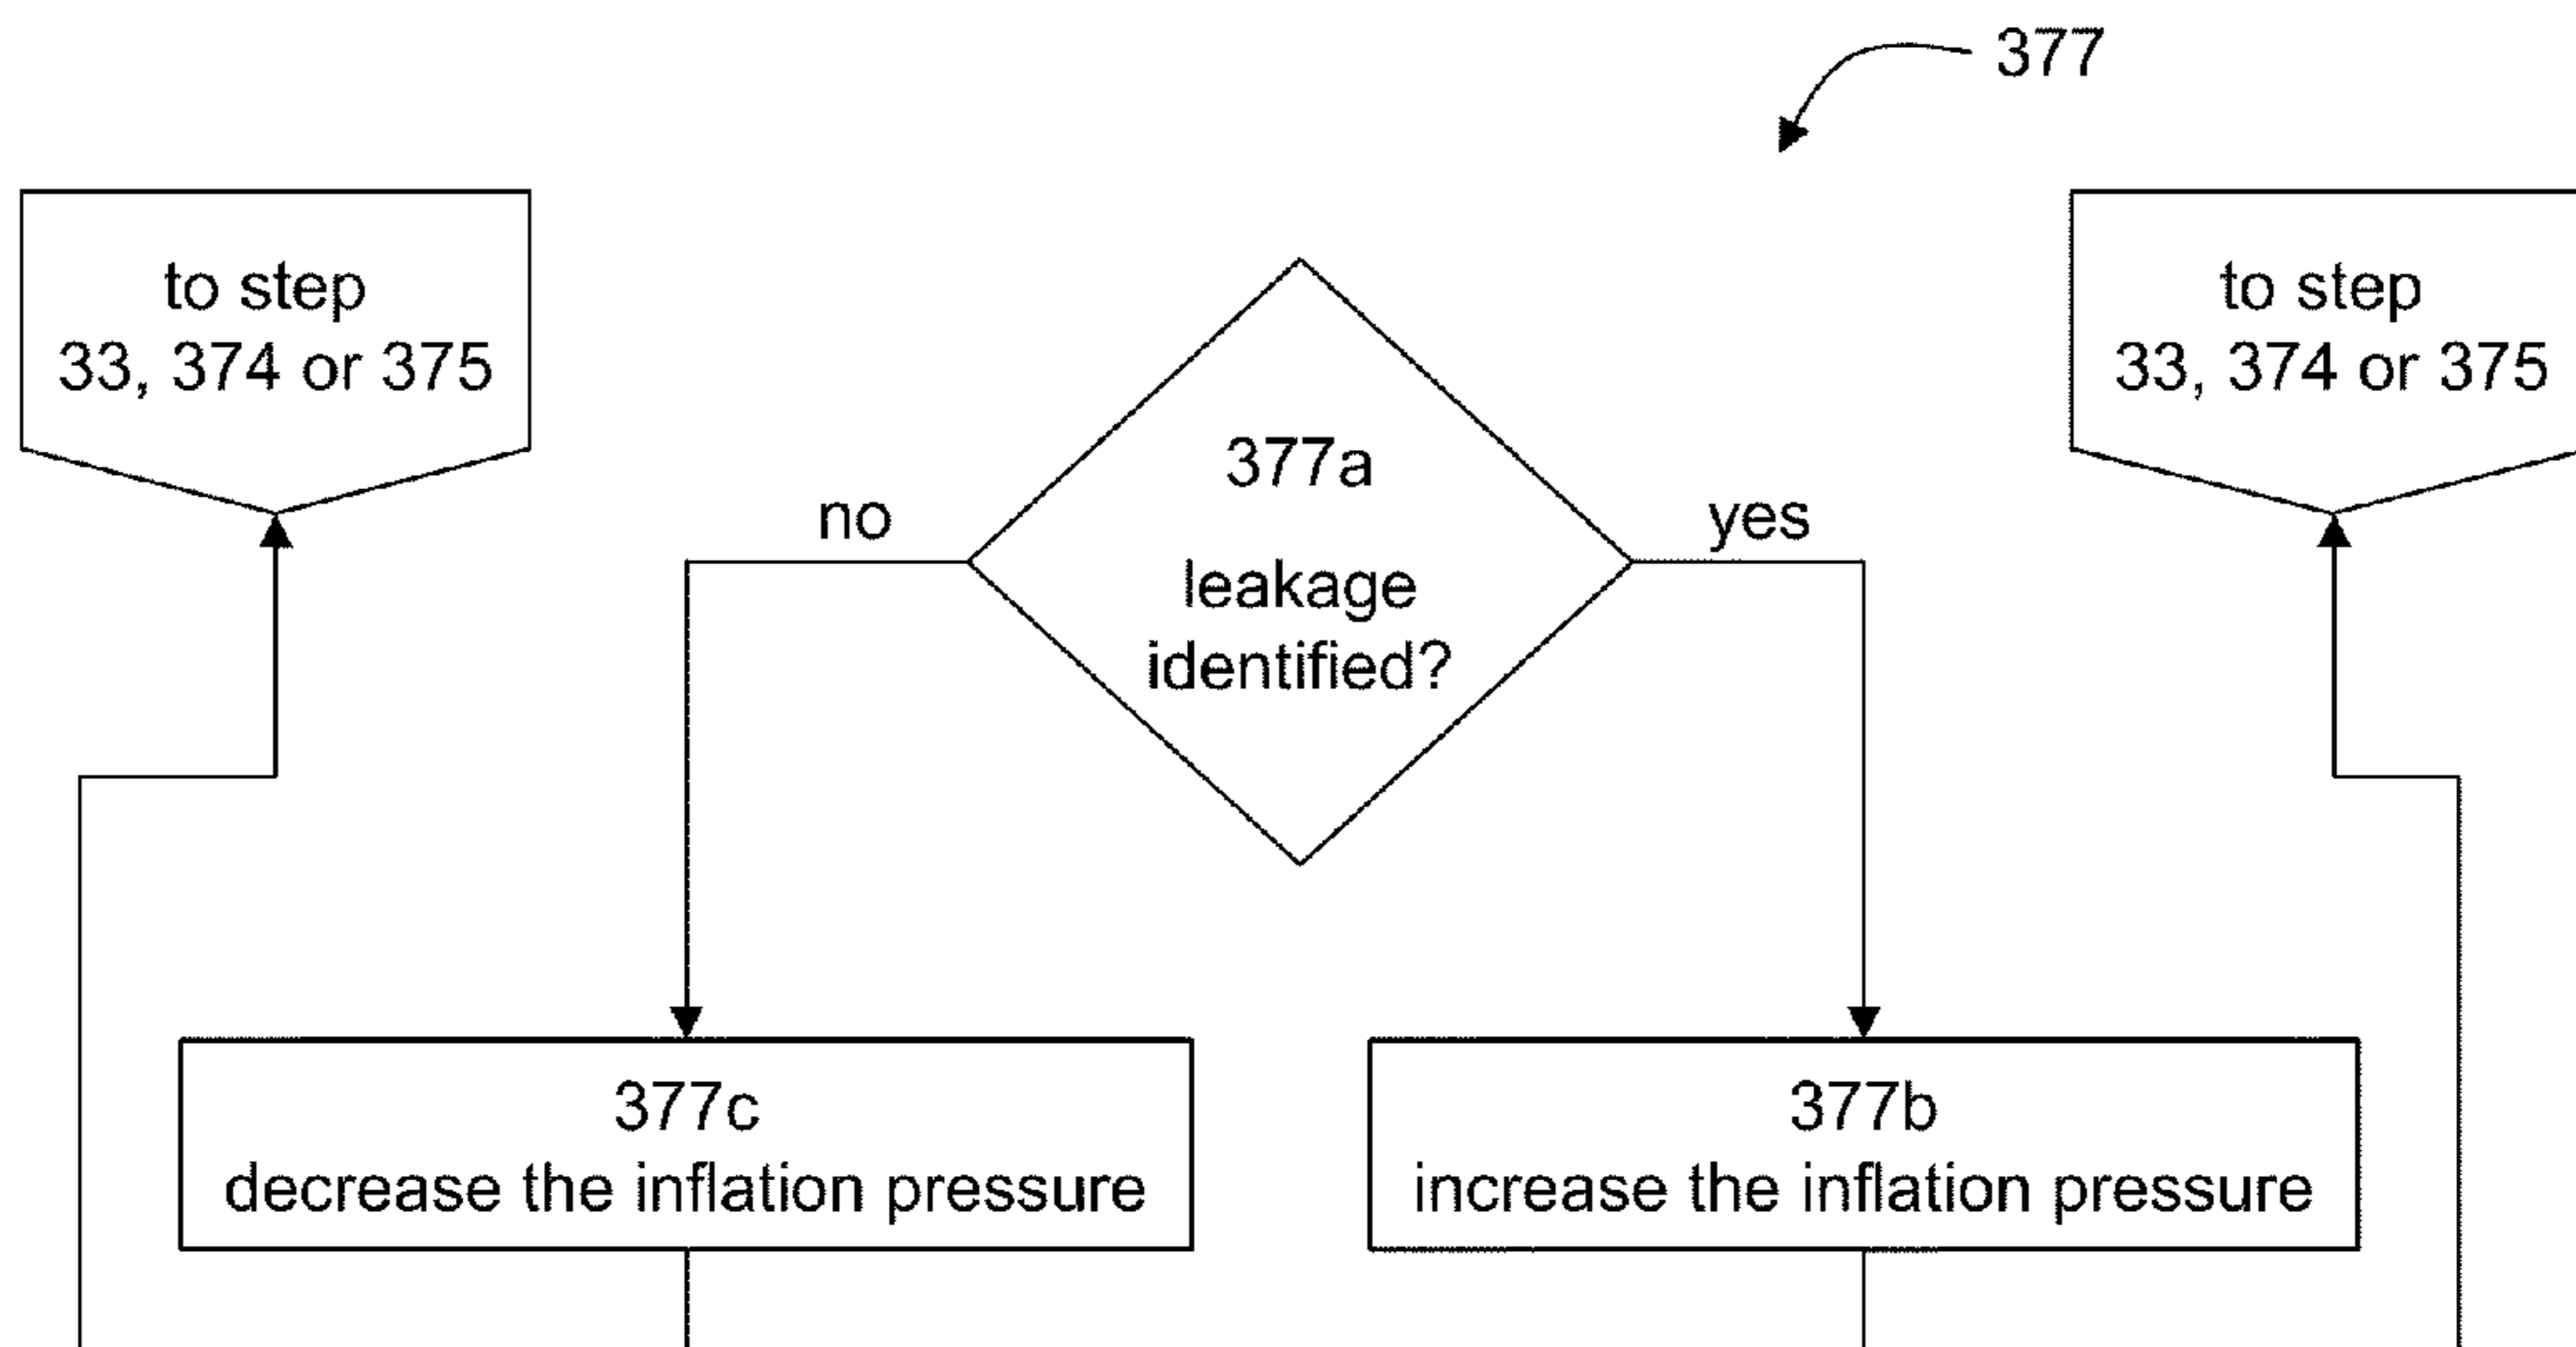 377
to step
33, 374 or 375
to step
33, 374 or 375
377a
leakage
identified?
no
yes
377c
decrease the inflation pressure
377b
increase the inflation pressure